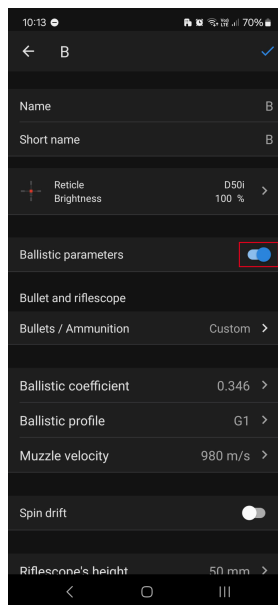 10:13 70%
B
Name B
Short name B
Reticle D50i
Brightness 100 %
Ballistic parameters
Bullet and riflescope
Bullets / Ammunition Custom
Ballistic coefficient 0.346
Ballistic profile G1
Muzzle velocity 980 m/s
Spin drift
Riflescope's height 50 mm